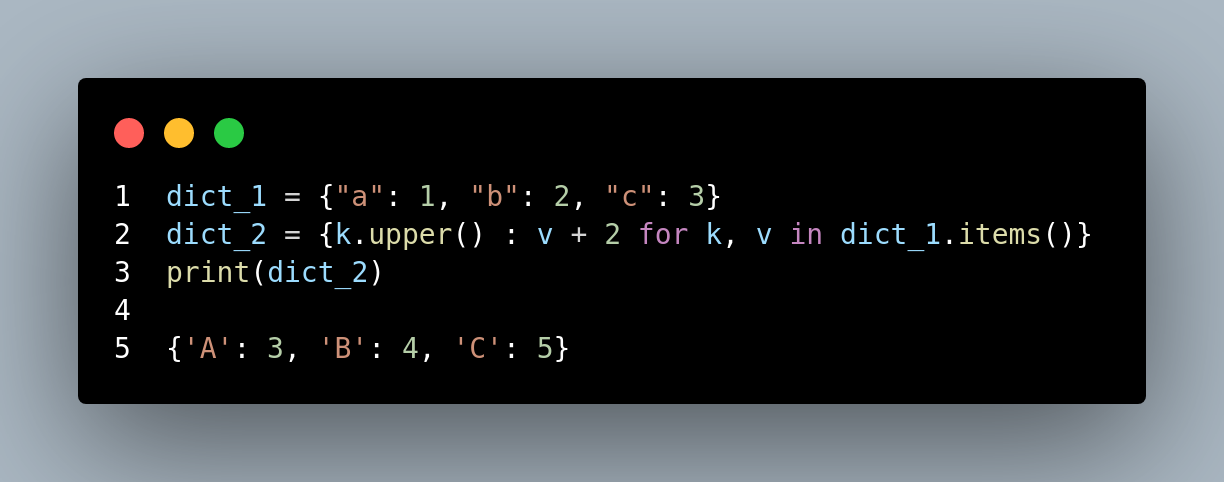 1 dict_1 = {"a": 1, "b": 2, "c": 3}
2 dict_2 = {k.upper() : v + 2 for k, v in dict_1.items()}
3 print(dict_2)
4
5 {'A': 3, 'B': 4, 'C': 5}